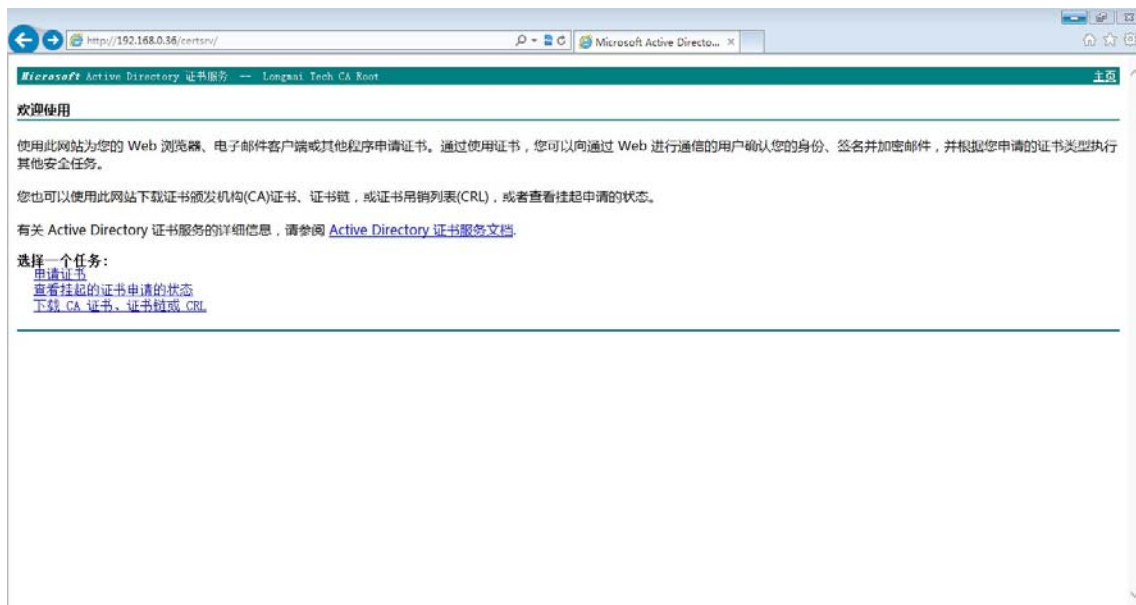 http://192.168.0.36/certsrv/
Microsoft Active Directo...
Microsoft Active Directory 证书服务 -- Longmai Tech CA Root
主页
欢迎使用
使用此网站为您的 Web 浏览器、电子邮件客户端或其他程序申请证书。通过使用证书，您可以向通过 Web 进行通信的用户确认您的身份、签名并加密邮件，并根据您申请的证书类型执行
其他安全任务。
您也可以使用此网站下载证书颁发机构(CA)证书、证书链，或证书吊销列表(CRL)，或者查看挂起申请的状态。
有关 Active Directory 证书服务的详细信息，请参阅 Active Directory 证书服务文档.
选择一个任务:
申请证书
查看挂起的证书申请的状态
下载 CA 证书、证书链或 CRL